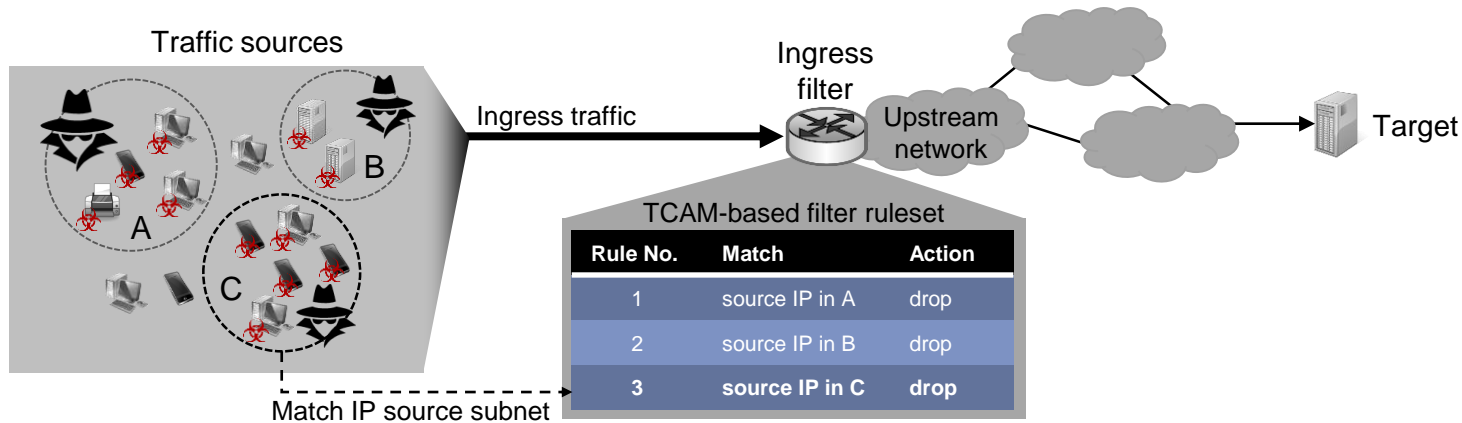 Traffic sources
A
B
C
Ingress traffic
Ingress
filter
Upstream
network
Target
TCAM-based filter ruleset
Rule No. Match Action
1 source IP in A drop
2 source IP in B drop
3 source IP in C drop
Match IP source subnet